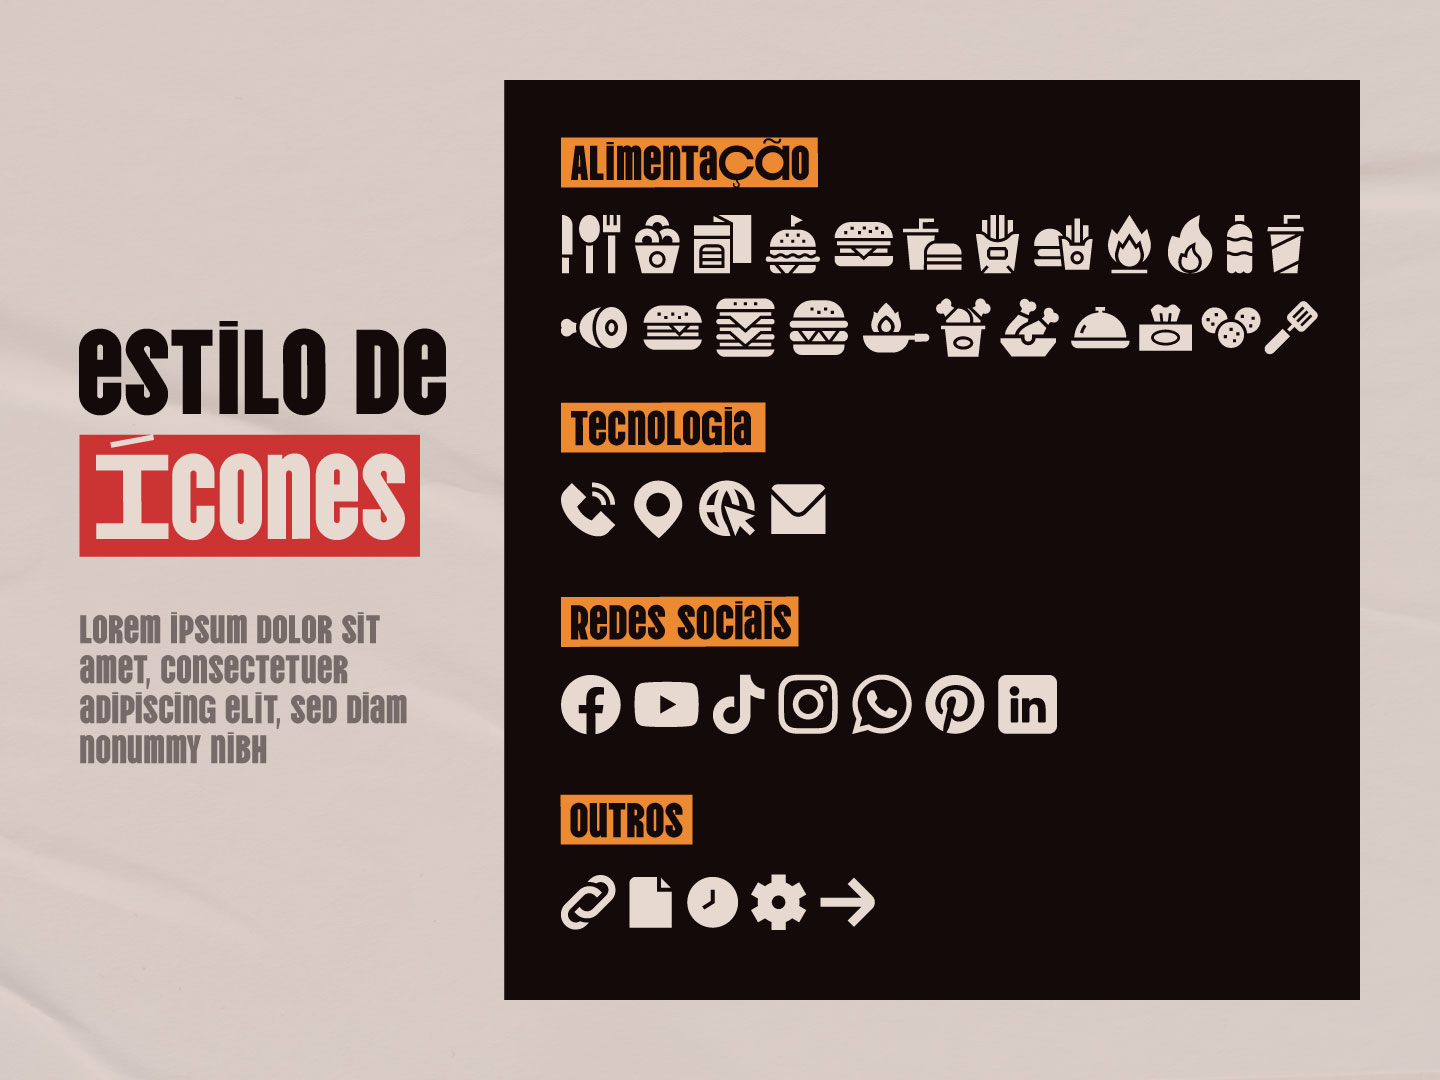 estilo de
Ícones
Lorem ipsum dolor sit
amet, consectetuer
adipiscing elit, sed diam
nonummy nibh
Alimentação
Tecnologia
Redes sociais
in
Outros